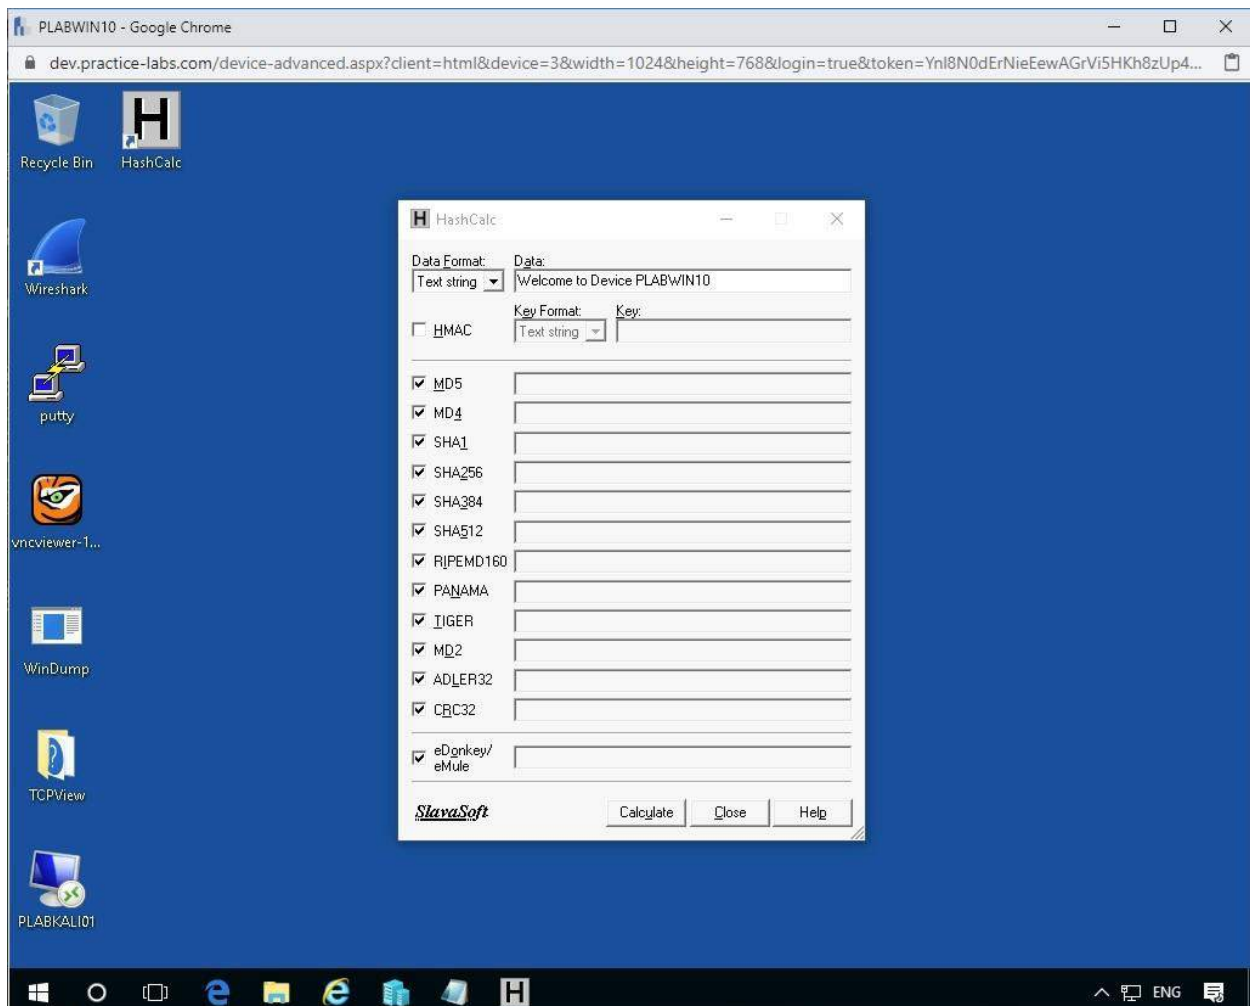 PLABWIN10 - Google Chrome
dev.practice-labs.com/device-advanced.aspx?client=html&device=3&width=1024&height=768&login=true&token=YnI8N0dErNieEewAGrVi5HKh8zUp4...
Recycle Bin
HashCalc
Wireshark
putty
vncviewer-1...
WinDump
TCPView
PLABKALI01
HashCalc
Data Format: Data:
Text string Welcome to Device PLABWIN10
Key Format: Key:
HMAC Text string
MD5
MD4
SHA1
SHA256
SHA384
SHA512
RIPEMD160
PANAMA
TIGER
MD2
ADLER32
CRC32
eDonkey/
eMule
SlavaSoft Calculate Close Help
ENG